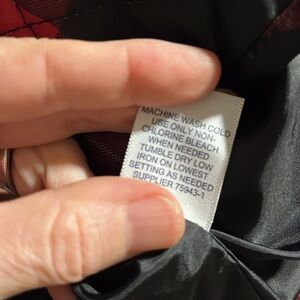 MACHINE WASH COLD
USE ONLY NON-
CHLORINE BLEACH
WHEN NEEDED
TUMBLE DRY LOW
IRON ON LOWEST
SETTING AS NEEDED
SUPPLIER 75943-1